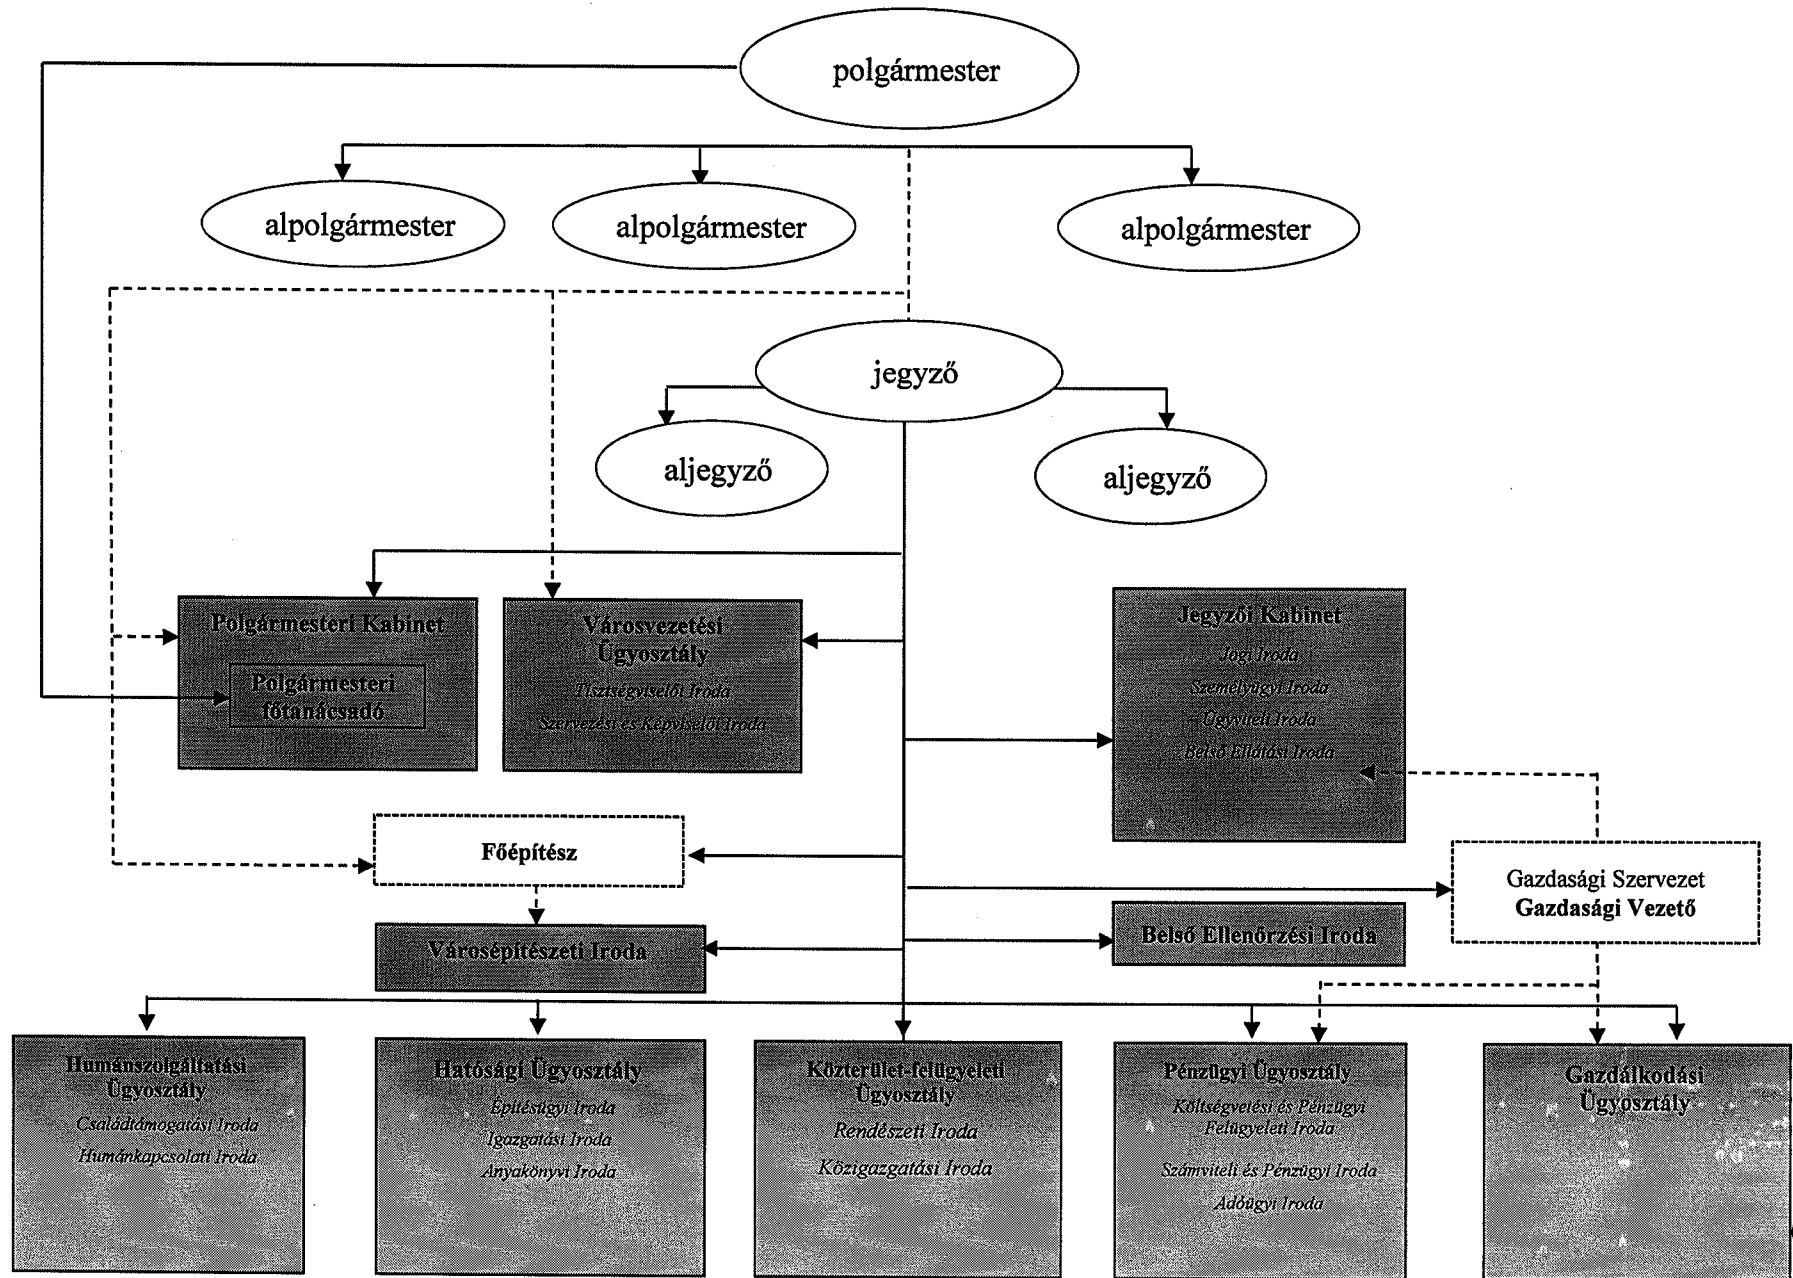 polgármester
alpolgármester
alpolgármester
alpolgármester
jegyző
aljegyző
aljegyző
Polgármesteri Kabinet
Polgármesteri
főtanácsadó
Városvezetési
Ügyosztály
Tisztségviselői Iroda
Szervezési és Képviselői Iroda
Jegyzői Kabinet
Jogi Iroda
Személyügyi Iroda
Ügyviteli Iroda
Belső Ellátási Iroda
Főépítész
Gazdasági Szervezet
Gazdasági Vezető
Városépítészeti Iroda
Belső Ellenőrzési Iroda
Humánszolgáltatási
Ügyosztály
Családtámogatási Iroda
Humánkapcsolati Iroda
Hatósági Ügyosztály
Építésügyi Iroda
Igazgatási Iroda
Anyakönyvi Iroda
Közterület-felügyeleti
Ügyosztály
Rendészeti Iroda
Közigazgatási Iroda
Pénzügyi Ügyosztály
Költségvetési és Pénzügyi
Felügyeleti Iroda
Számviteli és Pénzügyi Iroda
Adóügyi Iroda
Gazdálkodási
Ügyosztály